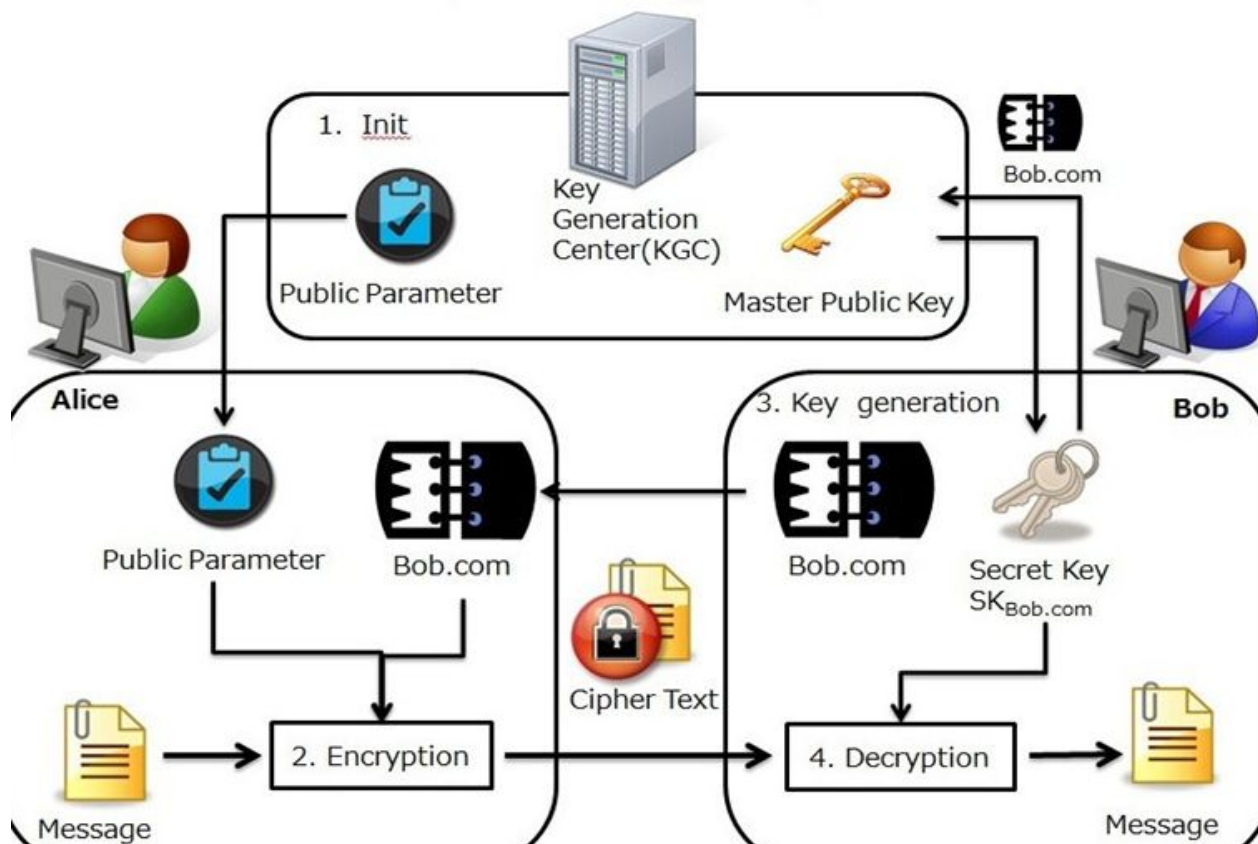 1. Init
Key
Generation
Center(KGC)
Public Parameter
Master Public Key
Bob.com
Alice
Public Parameter
Bob.com
3. Key generation
Bob
Bob.com
Secret Key
SKBob.com
Cipher Text
Message
2. Encryption
4. Decryption
Message